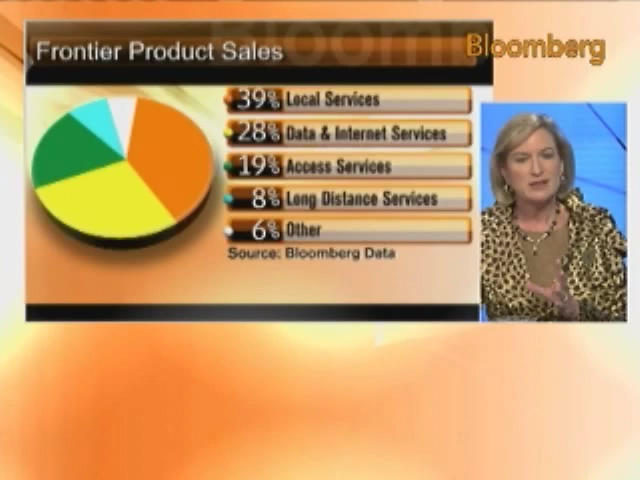 Frontier Product Sales
Bloomberg
39% Local Services
28% Data & Internet Services
19% Access Services
8% Long Distance Services
6% Other
Source: Bloomberg Data